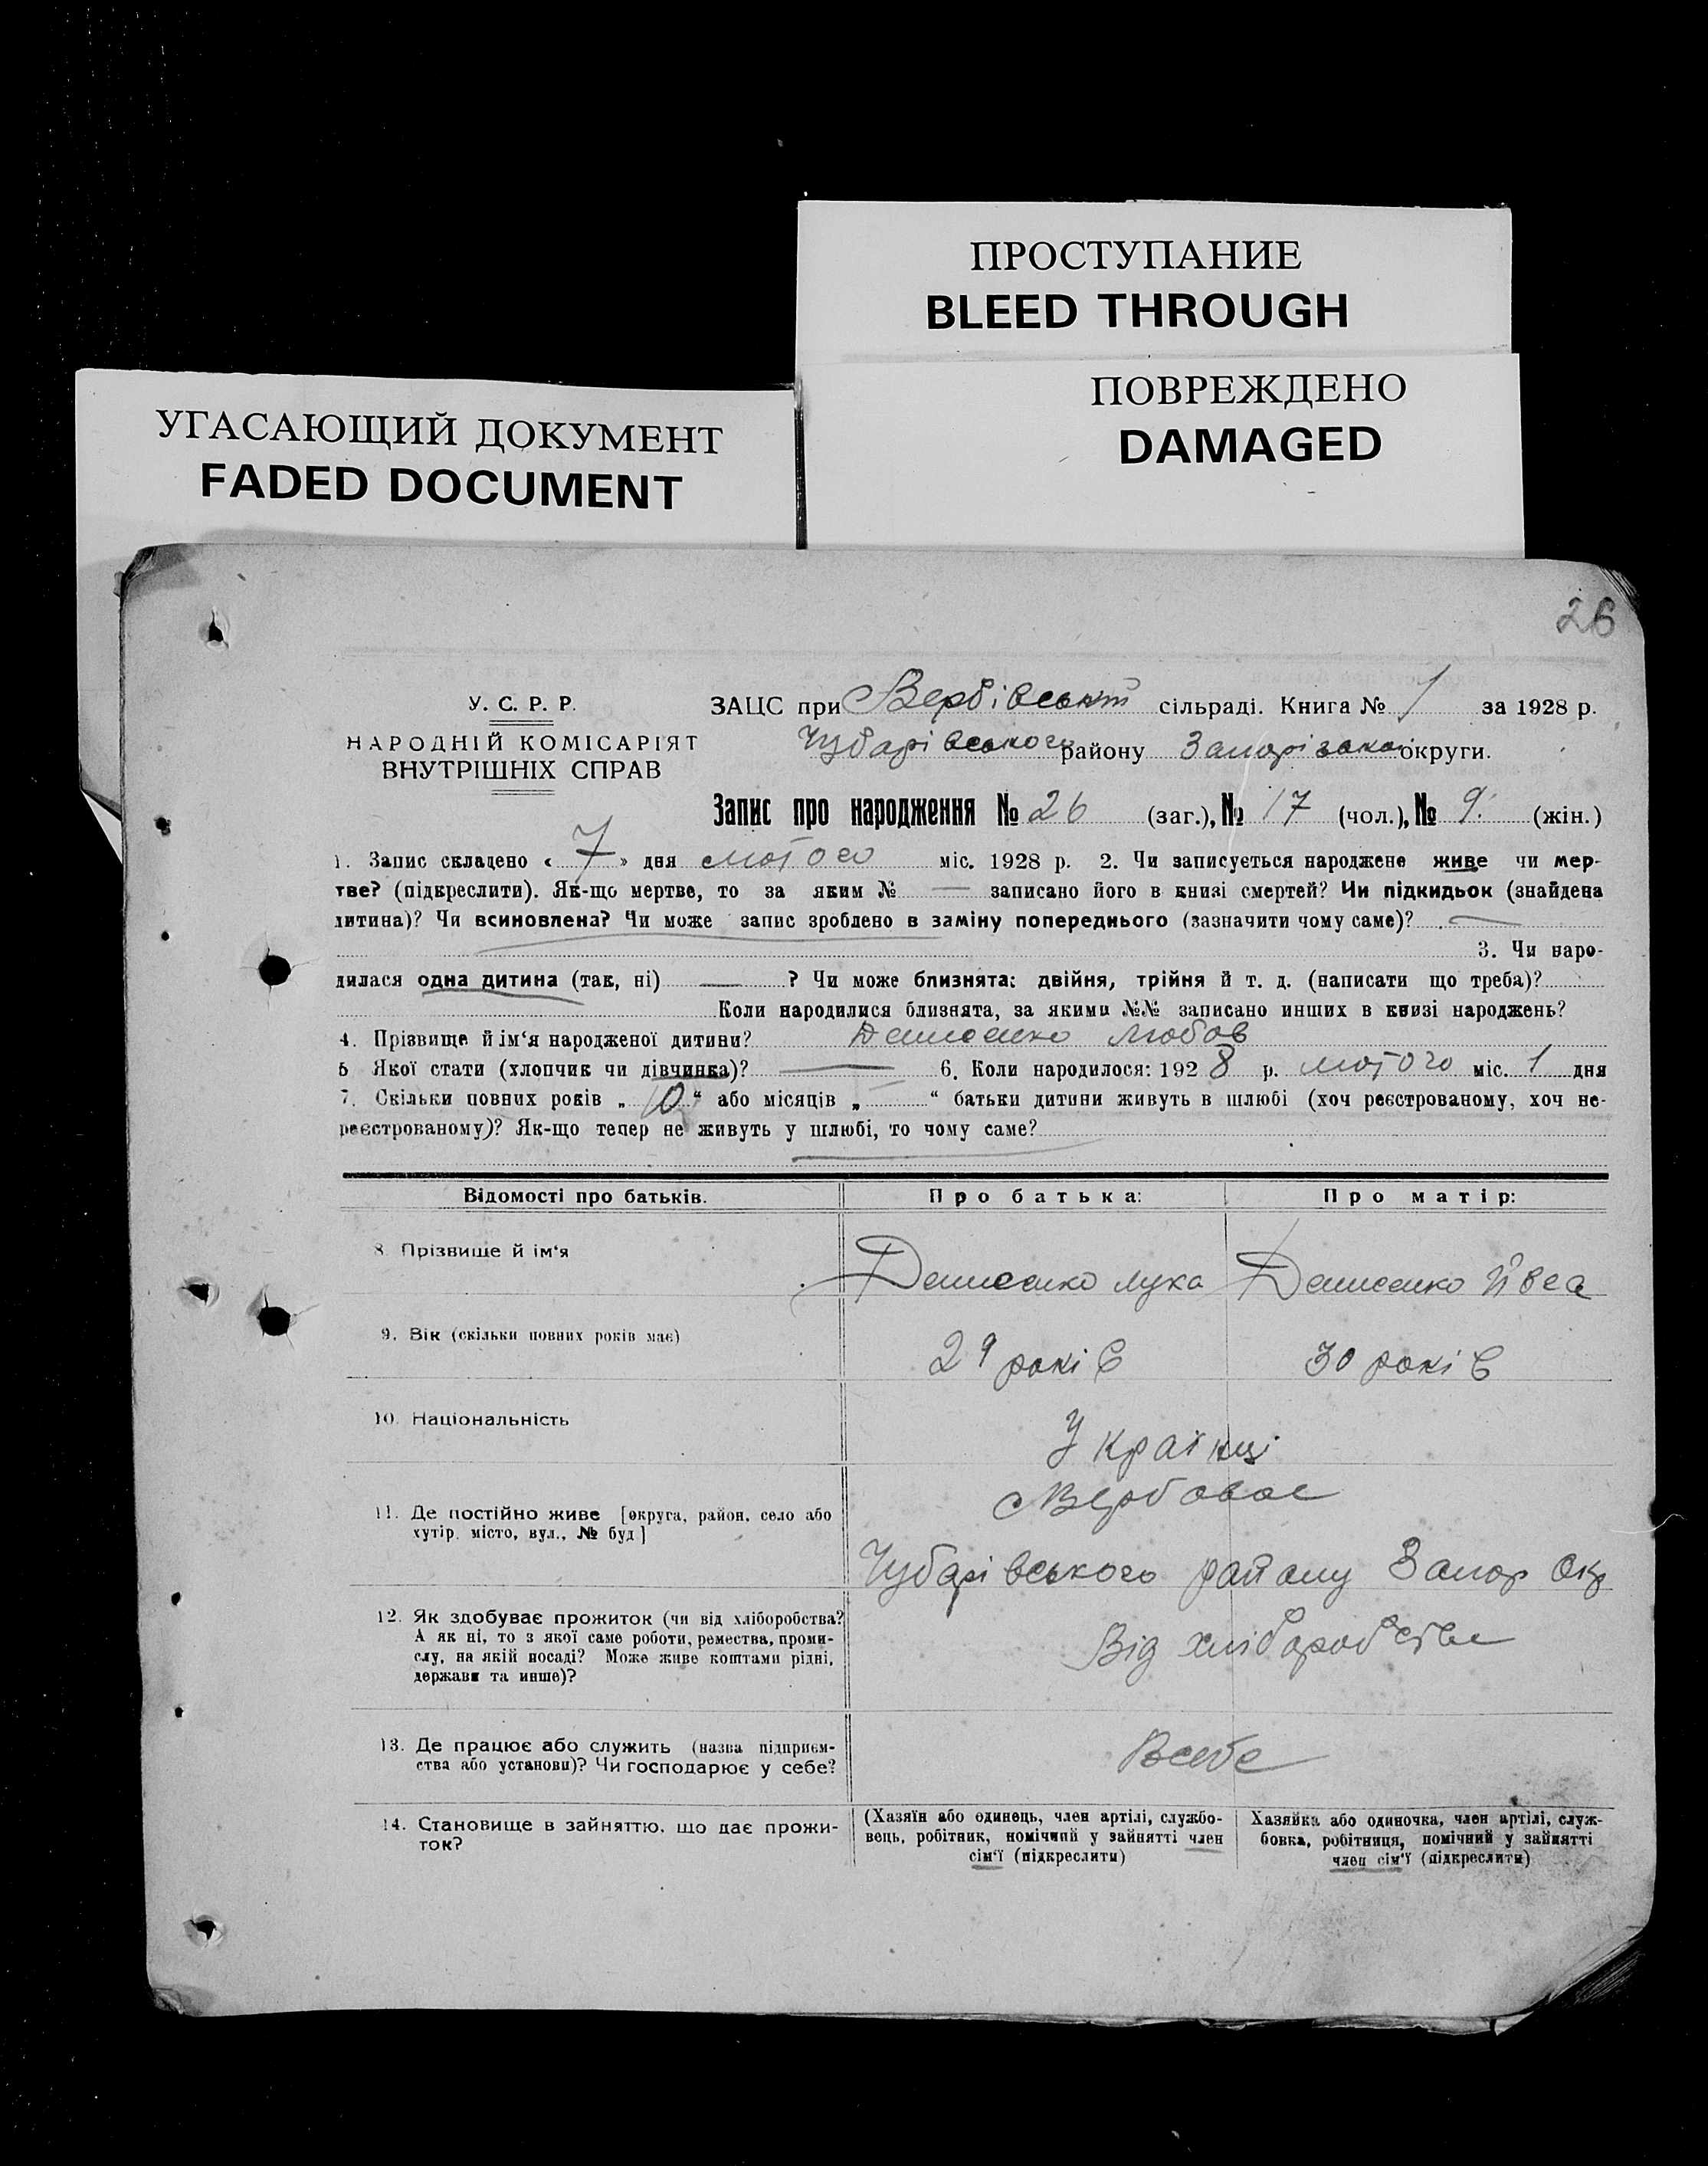 ПРОСТУПАНИЕ
BLEED THROUGH
ПОВРЕЖДЕНО
DAMAGED
УГАСАЮЩИЙ ДОКУМЕНТ
FADED DOCUMENT
26
У. С. Р. Р.
НАРОДНІЙ КОМІСАРІЯТ
ВНУТРІШНІХ СПРАВ
ЗАЦС при Вербівській сільраді. Книга № 1 за 1928 р.
Чубарівського району Запорізької округи.
Запис про народження № 26 (заг.), № 17 (чол.), № 9. (жін.)
1. Запис складено « 7 » дня лютого міс. 1928 р. 2. Чи записується народжене живе чи мер-
тве? (підкреслити). Як-що мертве, то за яким № — записано його в книзі смертей? Чи підкидьок (знайдена
дитина)? Чи всиновлена? Чи може запис зроблено в заміну попереднього (зазначити чому саме)? —
3. Чи наро-
дилася одна дитина (так, ні) — ? Чи може близнята: двійня, трійня й т. д. (написати що треба)?
Коли народилися близнята, за якими №№ записано инших в книзі народжень?
4. Прізвище й ім'я народженої дитини? Денисенко Любов
5 Якої стати (хлопчик чи дівчинка)? — 6. Коли народилося: 1928 р. лютого міс. 1 дня
7. Скільки повних років „ 10 “ або місяців „ “ батьки дитини живуть в шлюбі (хоч реєстрованому, хоч не-
реєстрованому)? Як-що тепер не живуть у шлюбі, то чому саме?
Відомості про батьків. Про батька: Про матір:
8. Прізвище й ім'я Денисенко Лука Денисенко
9. Вік (скільки повних років має) 29 років 30 років
10. Національність Українці
11. Де постійно живе [округа, район, село або
хутір, місто, вул., № буд.]
с Вербовое
Чубарівського району Запор Окр
12. Як здобуває прожиток (чи від хліборобства?
А як ні, то з якої саме роботи, ремества, проми-
слу, на якій посаді? Може живе коштами рідні,
держави та инше)?
Від хліборобства
13. Де працює або служить (назва підприєм-
ства або установи)? Чи господарює у себе?
Всебе
14. Становище в зайняттю, що дає прожи-
ток?
(Хазяїн або одинець, член артілі, службо-
вець, робітник, помічний у зайнятті член
сім'ї (підкреслити)
Хазяйка або одиночка, член артілі, служ-
бовка, робітниця, помічний у зайнятті
член сім'ї (підкреслити)